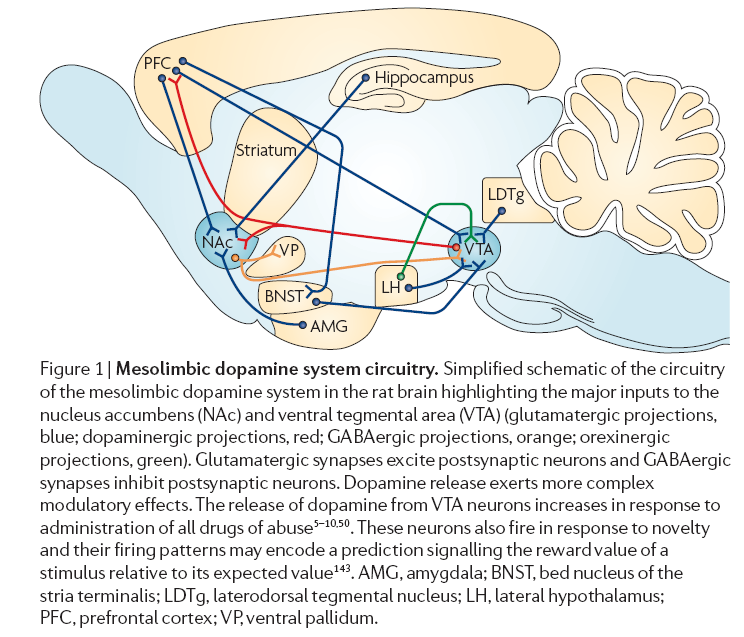 PFC
Hippocampus
Striatum
LDTg
NAc
VP
VTA
LH
BNST
AMG
Figure 1 | Mesolimbic dopamine system circuitry. Simplified schematic of the circuitry
of the mesolimbic dopamine system in the rat brain highlighting the major inputs to the
nucleus accumbens (NAc) and ventral tegmental area (VTA) (glutamatergic projections,
blue; dopaminergic projections, red; GABAergic projections, orange; orexinergic
projections, green). Glutamatergic synapses excite postsynaptic neurons and GABAergic
synapses inhibit postsynaptic neurons. Dopamine release exerts more complex
modulatory effects. The release of dopamine from VTA neurons increases in response to
administration of all drugs of abuse⁵⁻¹⁰,⁵⁰. These neurons also fire in response to novelty
and their firing patterns may encode a prediction signalling the reward value of a
stimulus relative to its expected value¹⁴³. AMG, amygdala; BNST, bed nucleus of the
stria terminalis; LDTg, laterodorsal tegmental nucleus; LH, lateral hypothalamus;
PFC, prefrontal cortex; VP, ventral pallidum.